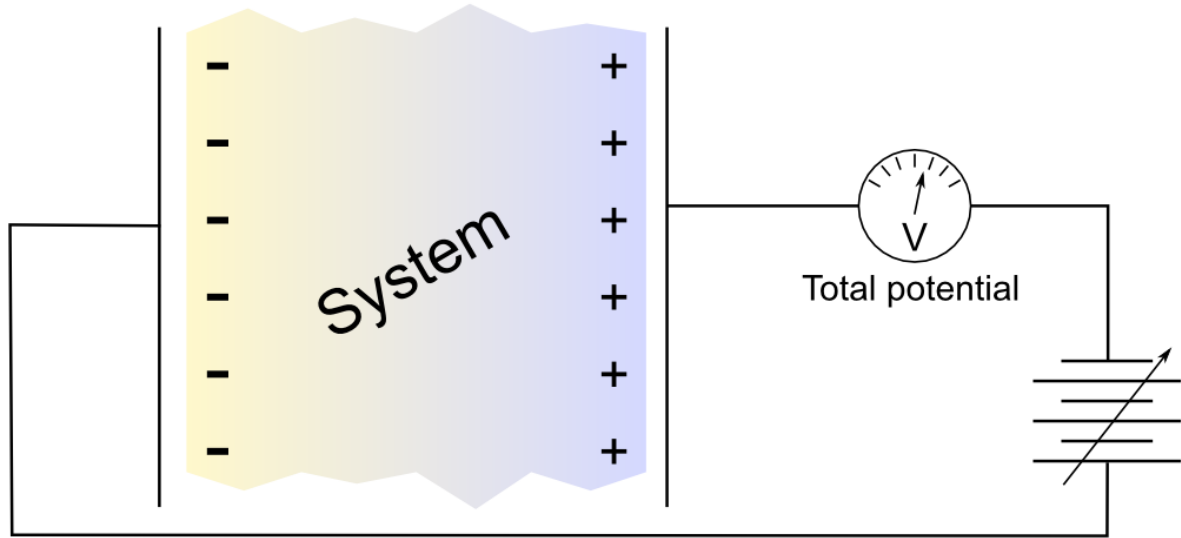 - +
- +
- +
- +
- +
- +
System
V
Total potential